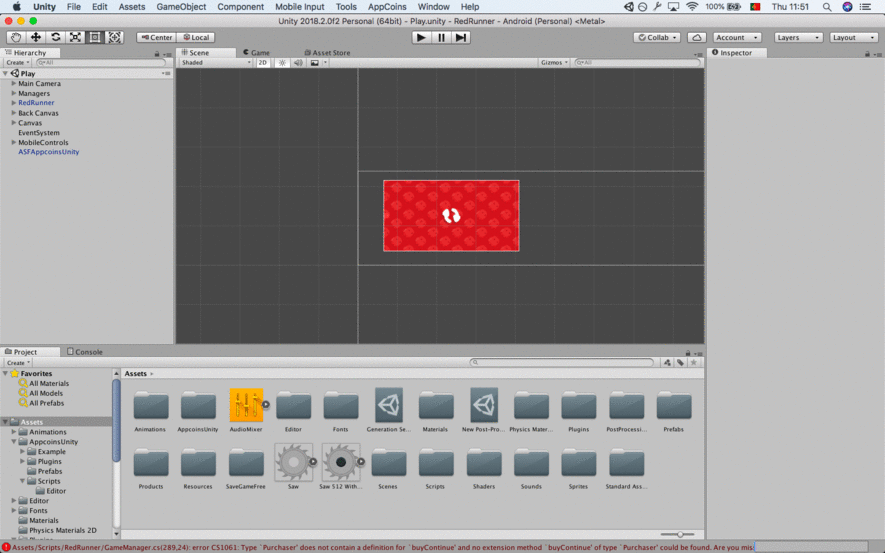 Unity File Edit Assets GameObject Component Mobile Input Tools AppCoins Window Help 100% Thu 11:51
Unity 2018.2.0f2 Personal (64bit) - Play.unity - RedRunner - Android (Personal) <Metal>
Center Local Collab Account Layers Layout
Hierarchy
Create All
Play
Main Camera
Managers
RedRunner
Back Canvas
Canvas
EventSystem
MobileControls
ASFAppcoinsUnity
Scene Game Asset Store
Shaded 2D Gizmos All
Inspector
Project Console
Create
Favorites
All Materials
All Models
All Prefabs
Assets
Animations
AppcoinsUnity
Example
Plugins
Prefabs
Scripts
Editor
Editor
Fonts
Materials
Physics Materials 2D
Assets
Animations AppcoinsUnity AudioMixer Editor Fonts Generation Se... Materials New Post-Pro... Physics Mater... Plugins PostProcessi... Prefabs
Products Resources SaveGameFree Saw Saw 512 With... Scenes Scripts Shaders Sounds Sprites Standard Ass...
Assets/Scripts/RedRunner/GameManager.cs(289,24): error CS1061: Type `Purchaser' does not contain a definition for `buyContinue' and no extension method `buyContinue' of type `Purchaser' could be found. Are you mis